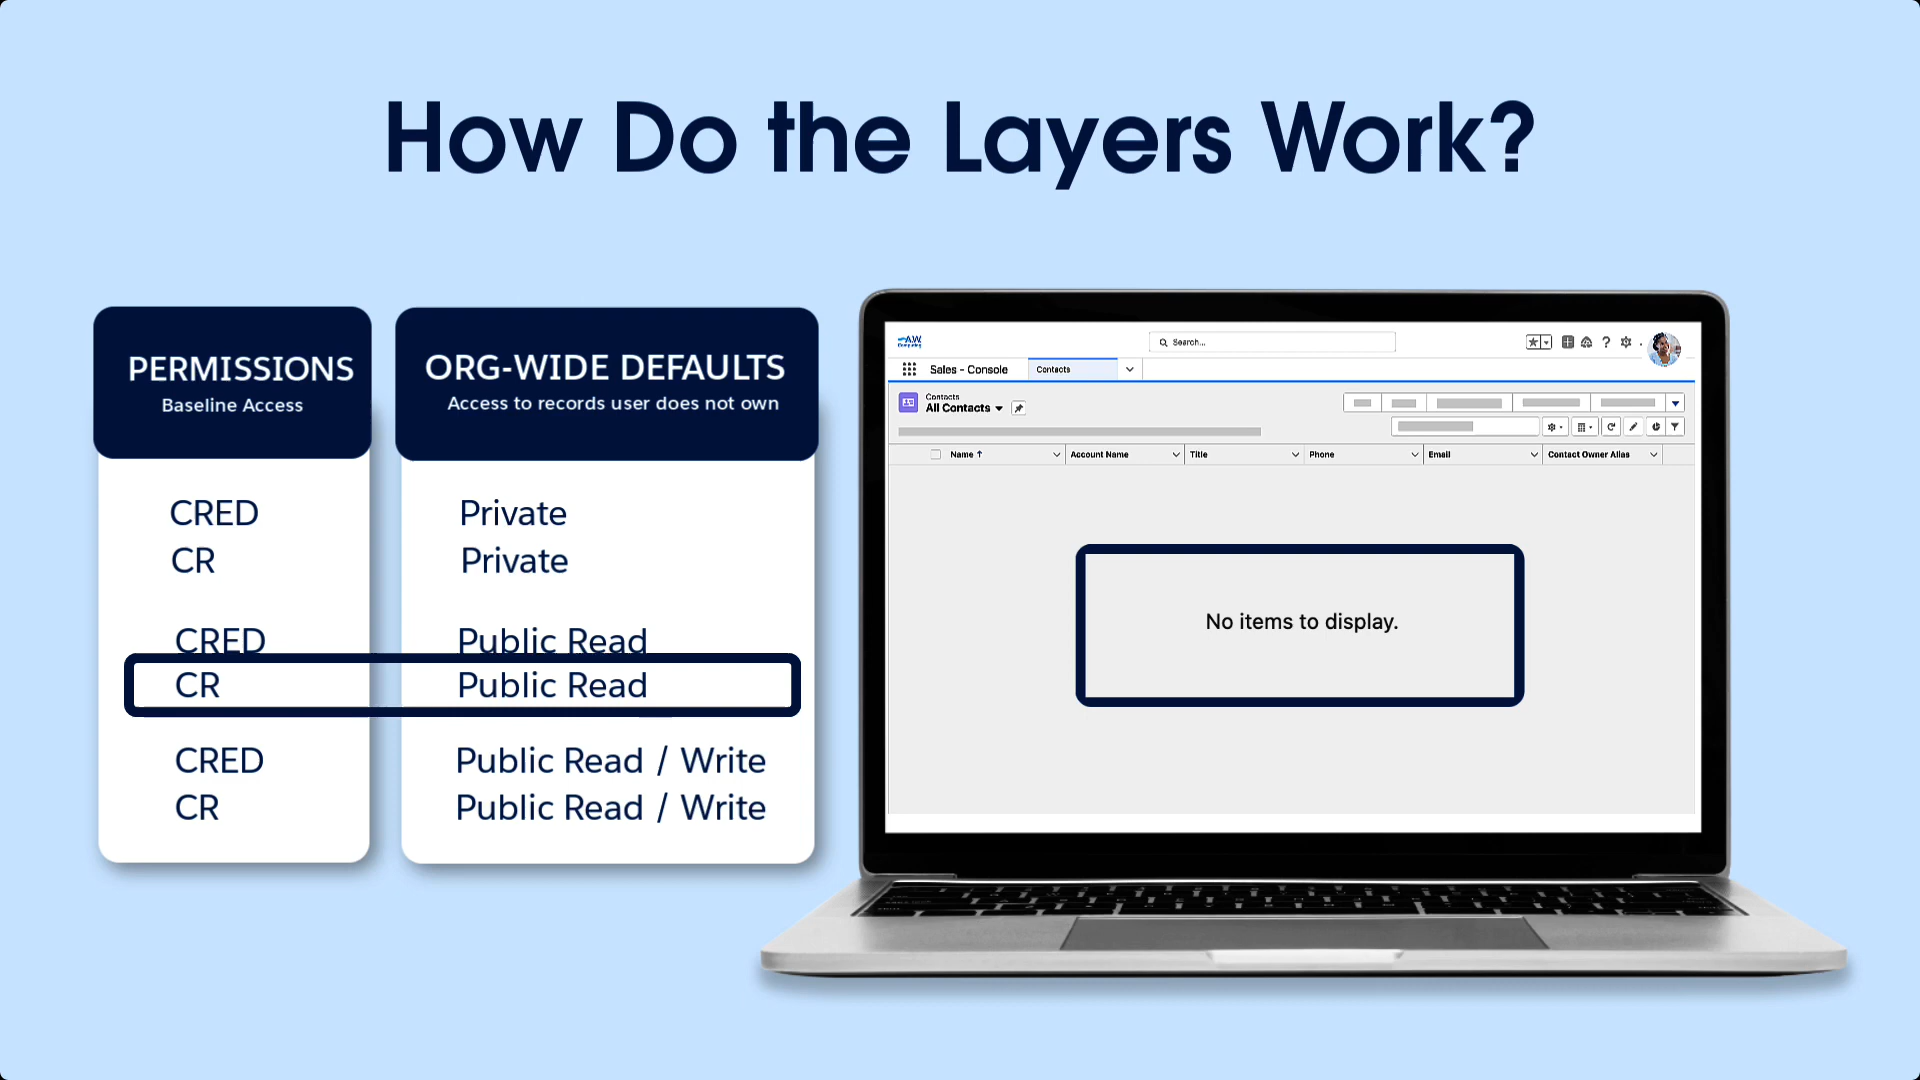 How Do the Layers Work?
PERMISSIONS
Baseline Access
CRED
CR
CRED
CR
CRED
CR
ORG-WIDE DEFAULTS
Access to records user does not own
Private
Private
Public Read
Public Read
Public Read / Write
Public Read / Write
AW
Computing
Search...
Sales - Console
Contacts
Contacts
All Contacts
Name
Account Name
Title
Phone
Email
Contact Owner Alias
No items to display.